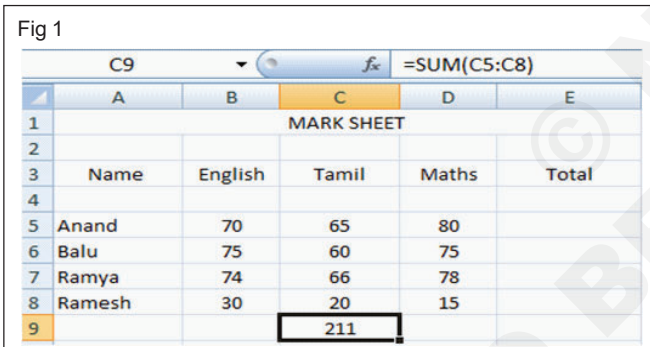 Fig 1
C9 fx =SUM(C5:C8)
A B C D E
1 MARK SHEET
2
3 Name English Tamil Maths Total
4
5 Anand 70 65 80
6 Balu 75 60 75
7 Ramya 74 66 78
8 Ramesh 30 20 15
9 211